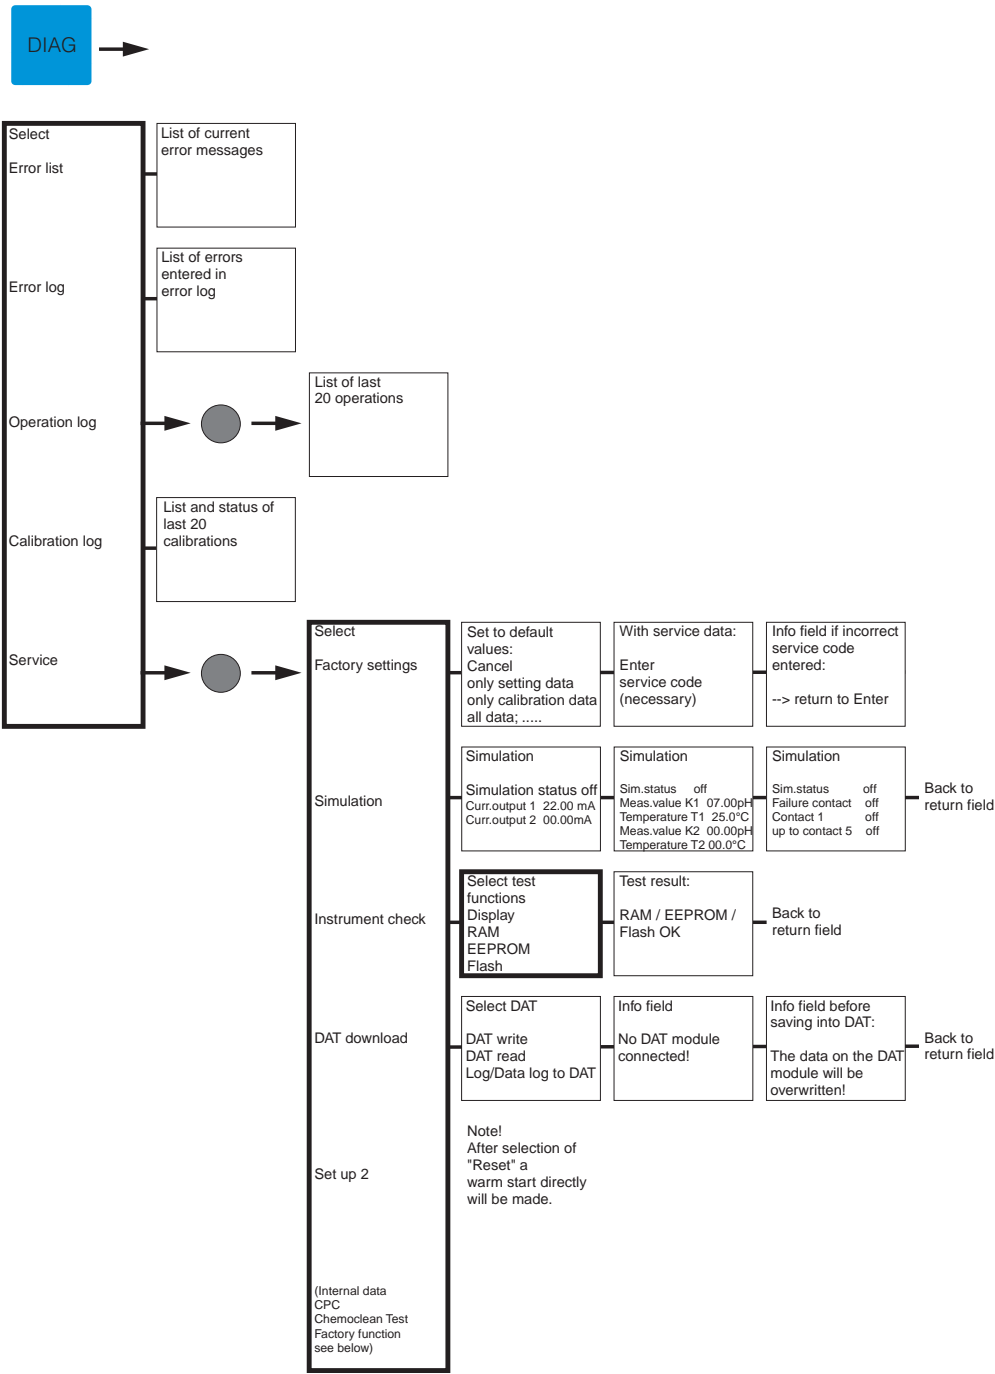 DIAG
Select
Error list
List of current
error messages
Error log
List of errors
entered in
error log
Operation log
List of last
20 operations
Calibration log
List and status of
last 20
calibrations
Service
Select
Factory settings
Set to default
values:
Cancel
only setting data
only calibration data
all data; .....
With service data:
Enter
service code
(necessary)
Info field if incorrect
service code
entered:
--> return to Enter
Simulation
Simulation
Simulation status off
Curr.output 1 22.00 mA
Curr.output 2 00.00mA
Simulation
Sim.status off
Meas.value K1 07.00pH
Temperature T1 25.0°C
Meas.value K2 00.00pH
Temperature T2 00.0°C
Simulation
Sim.status off
Failure contact off
Contact 1 off
up to contact 5 off
Back to
return field
Instrument check
Select test
functions
Display
RAM
EEPROM
Flash
Test result:
RAM / EEPROM /
Flash OK
Back to
return field
DAT download
Select DAT
DAT write
DAT read
Log/Data log to DAT
Info field
No DAT module
connected!
Info field before
saving into DAT:
The data on the DAT
module will be
overwritten!
Back to
return field
Set up 2
Note!
After selection of
"Reset" a
warm start directly
will be made.
(Internal data
CPC
Chemoclean Test
Factory function
see below)